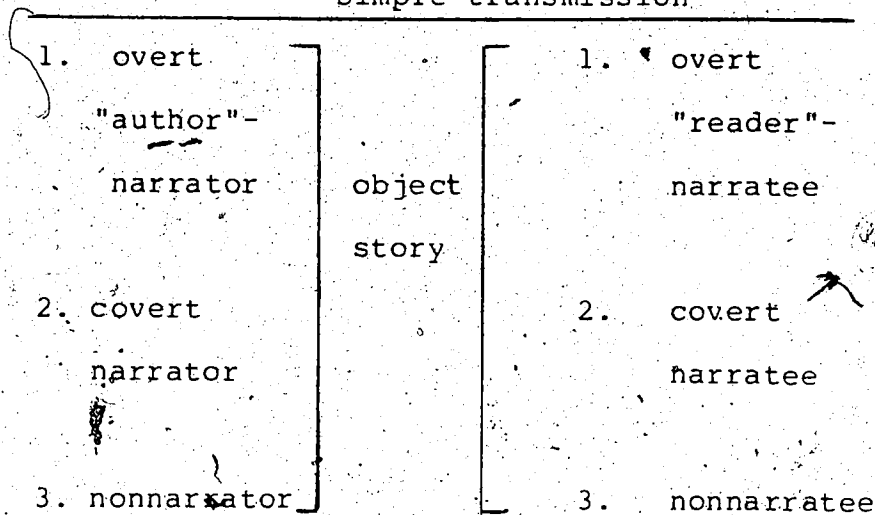 Simple transmission
1. overt 1. overt
"author"- "reader"-
narrator object narratee
story
2. covert 2. covert
narrator narratee
3. nonnarrator 3. nonnarratee